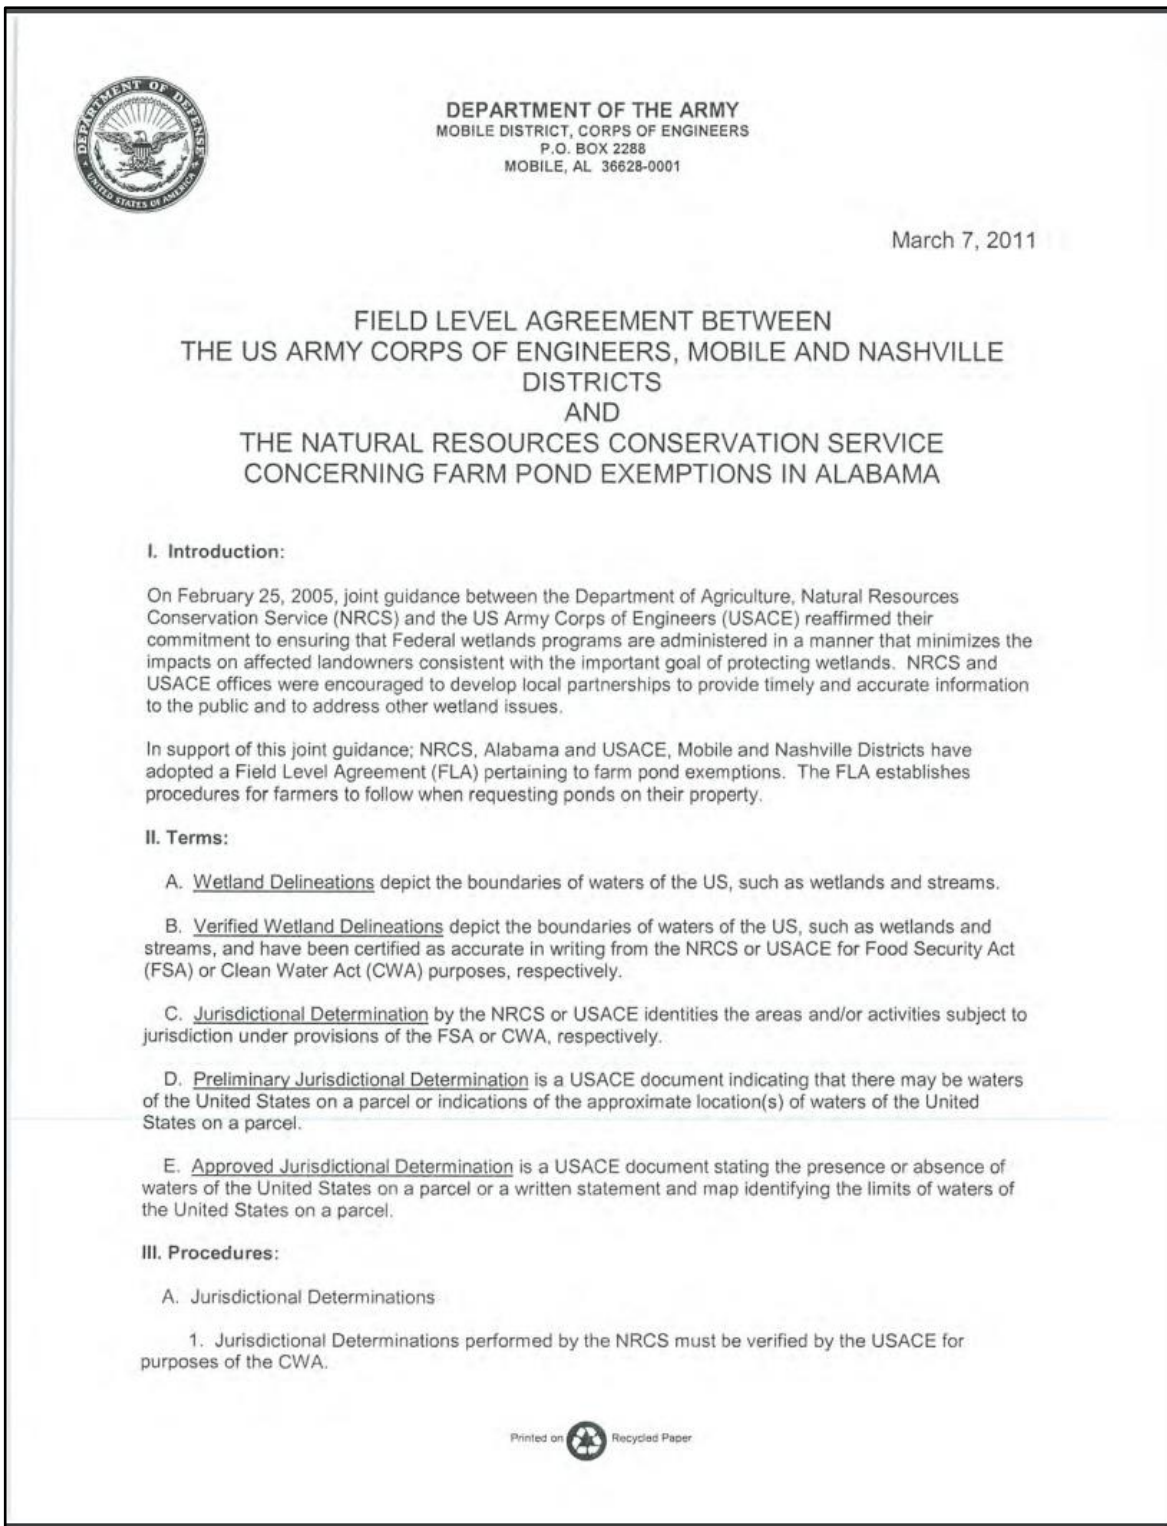 DEPARTMENT OF DEFENSE
UNITED STATES OF AMERICA
DEPARTMENT OF THE ARMY
MOBILE DISTRICT, CORPS OF ENGINEERS
P.O. BOX 2288
MOBILE, AL 36628-0001
March 7, 2011
FIELD LEVEL AGREEMENT BETWEEN
THE US ARMY CORPS OF ENGINEERS, MOBILE AND NASHVILLE
DISTRICTS
AND
THE NATURAL RESOURCES CONSERVATION SERVICE
CONCERNING FARM POND EXEMPTIONS IN ALABAMA
I. Introduction:
On February 25, 2005, joint guidance between the Department of Agriculture, Natural Resources
Conservation Service (NRCS) and the US Army Corps of Engineers (USACE) reaffirmed their
commitment to ensuring that Federal wetlands programs are administered in a manner that minimizes the
impacts on affected landowners consistent with the important goal of protecting wetlands. NRCS and
USACE offices were encouraged to develop local partnerships to provide timely and accurate information
to the public and to address other wetland issues.
In support of this joint guidance; NRCS, Alabama and USACE, Mobile and Nashville Districts have
adopted a Field Level Agreement (FLA) pertaining to farm pond exemptions. The FLA establishes
procedures for farmers to follow when requesting ponds on their property.
II. Terms:
A. Wetland Delineations depict the boundaries of waters of the US, such as wetlands and streams.
B. Verified Wetland Delineations depict the boundaries of waters of the US, such as wetlands and
streams, and have been certified as accurate in writing from the NRCS or USACE for Food Security Act
(FSA) or Clean Water Act (CWA) purposes, respectively.
C. Jurisdictional Determination by the NRCS or USACE identities the areas and/or activities subject to
jurisdiction under provisions of the FSA or CWA, respectively.
D. Preliminary Jurisdictional Determination is a USACE document indicating that there may be waters
of the United States on a parcel or indications of the approximate location(s) of waters of the United
States on a parcel.
E. Approved Jurisdictional Determination is a USACE document stating the presence or absence of
waters of the United States on a parcel or a written statement and map identifying the limits of waters of
the United States on a parcel.
III. Procedures:
A. Jurisdictional Determinations
1. Jurisdictional Determinations performed by the NRCS must be verified by the USACE for
purposes of the CWA.
Printed on Recycled Paper